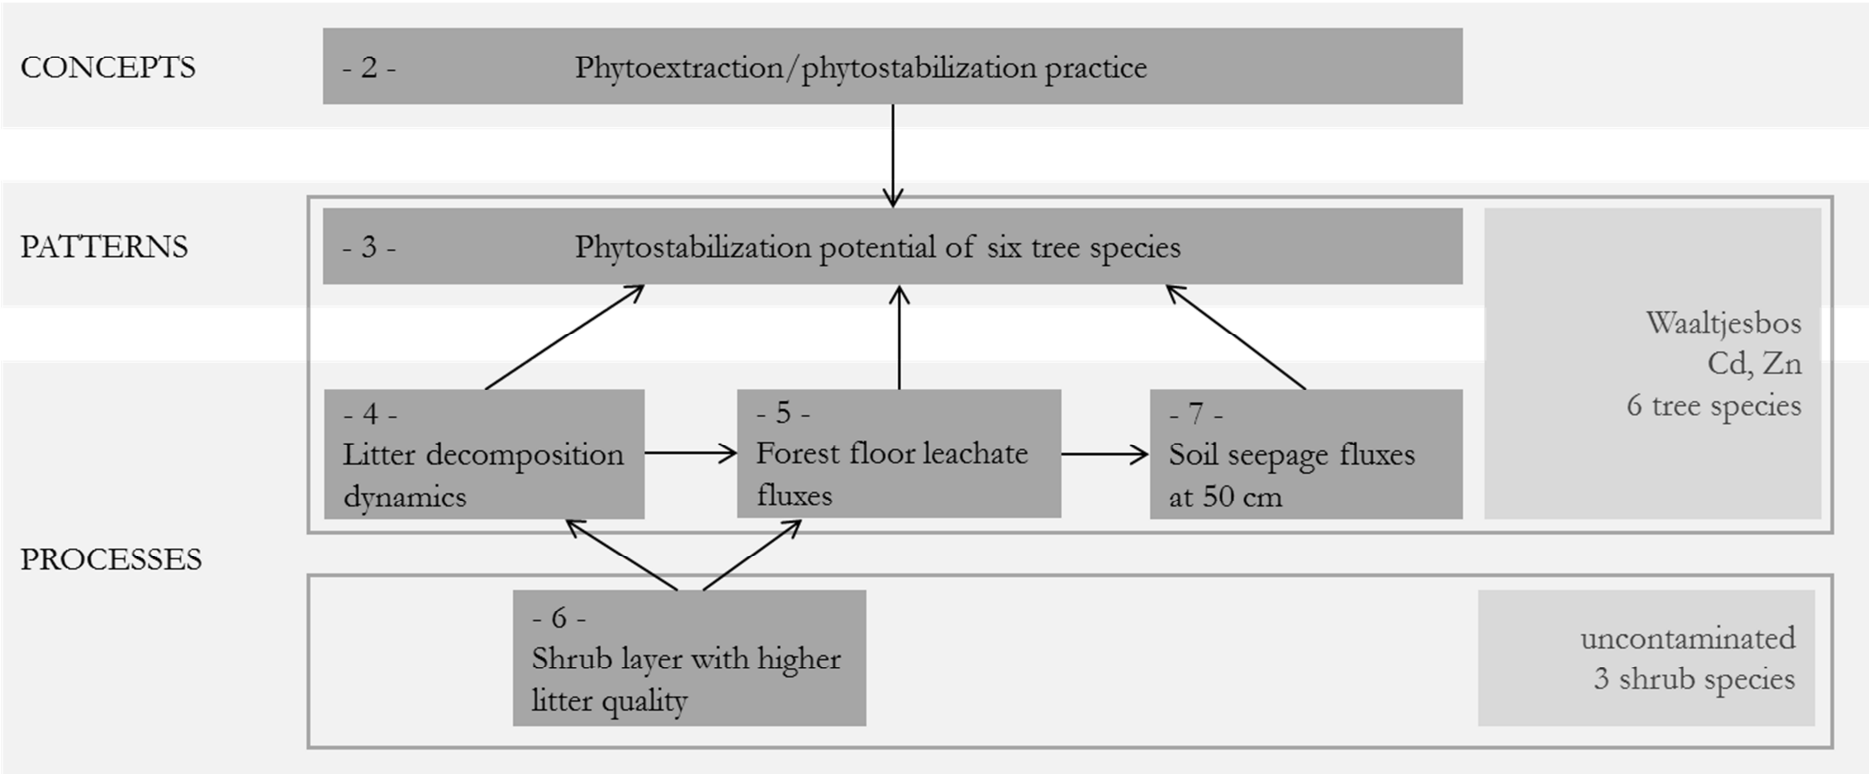 CONCEPTS
- 2 - Phytoextraction/phytostabilization practice
PATTERNS
- 3 - Phytostabilization potential of six tree species
Waaltjesbos
Cd, Zn
6 tree species
PROCESSES
- 4 -
Litter decomposition
dynamics
- 5 -
Forest floor leachate
fluxes
- 7 -
Soil seepage fluxes
at 50 cm
- 6 -
Shrub layer with higher
litter quality
uncontaminated
3 shrub species